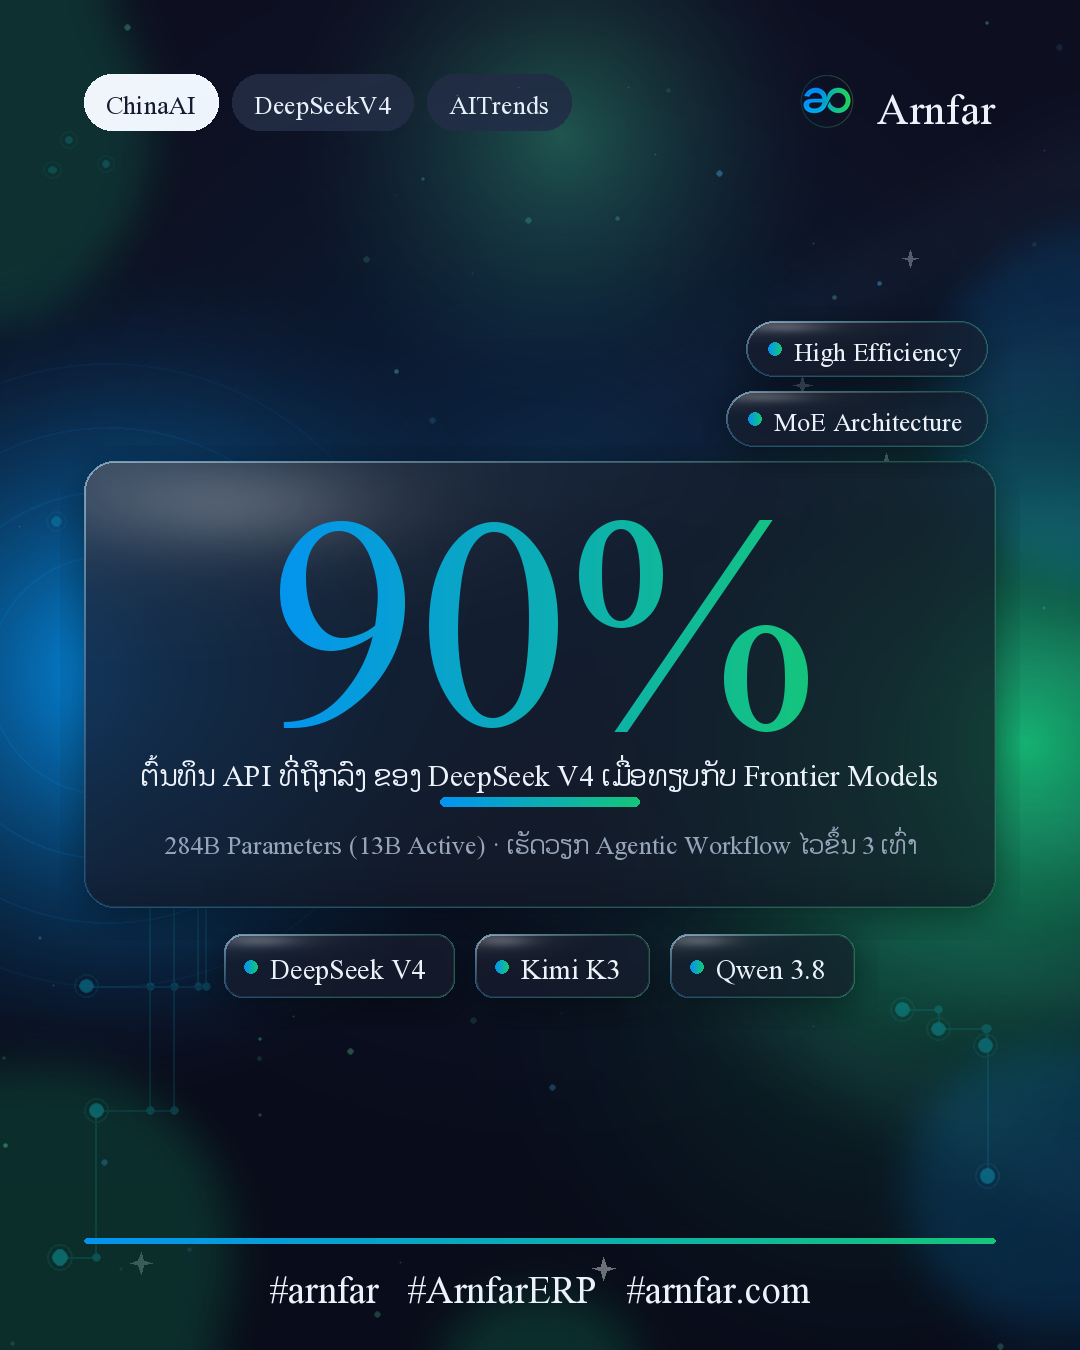 ChinaAI DeepSeekV4 AITrends Arnfar
High Efficiency
MoE Architecture
90%
ຕົ້ນທຶນ API ທີ່ຖືກລົງ ຂອງ DeepSeek V4 ເມື່ອທຽບກັບ Frontier Models
284B Parameters (13B Active) · ເຮັດວຽກ Agentic Workflow ໄວຂຶ້ນ 3 ເທົ່າ
DeepSeek V4 Kimi K3 Qwen 3.8
#arnfar #ArnfarERP #arnfar.com